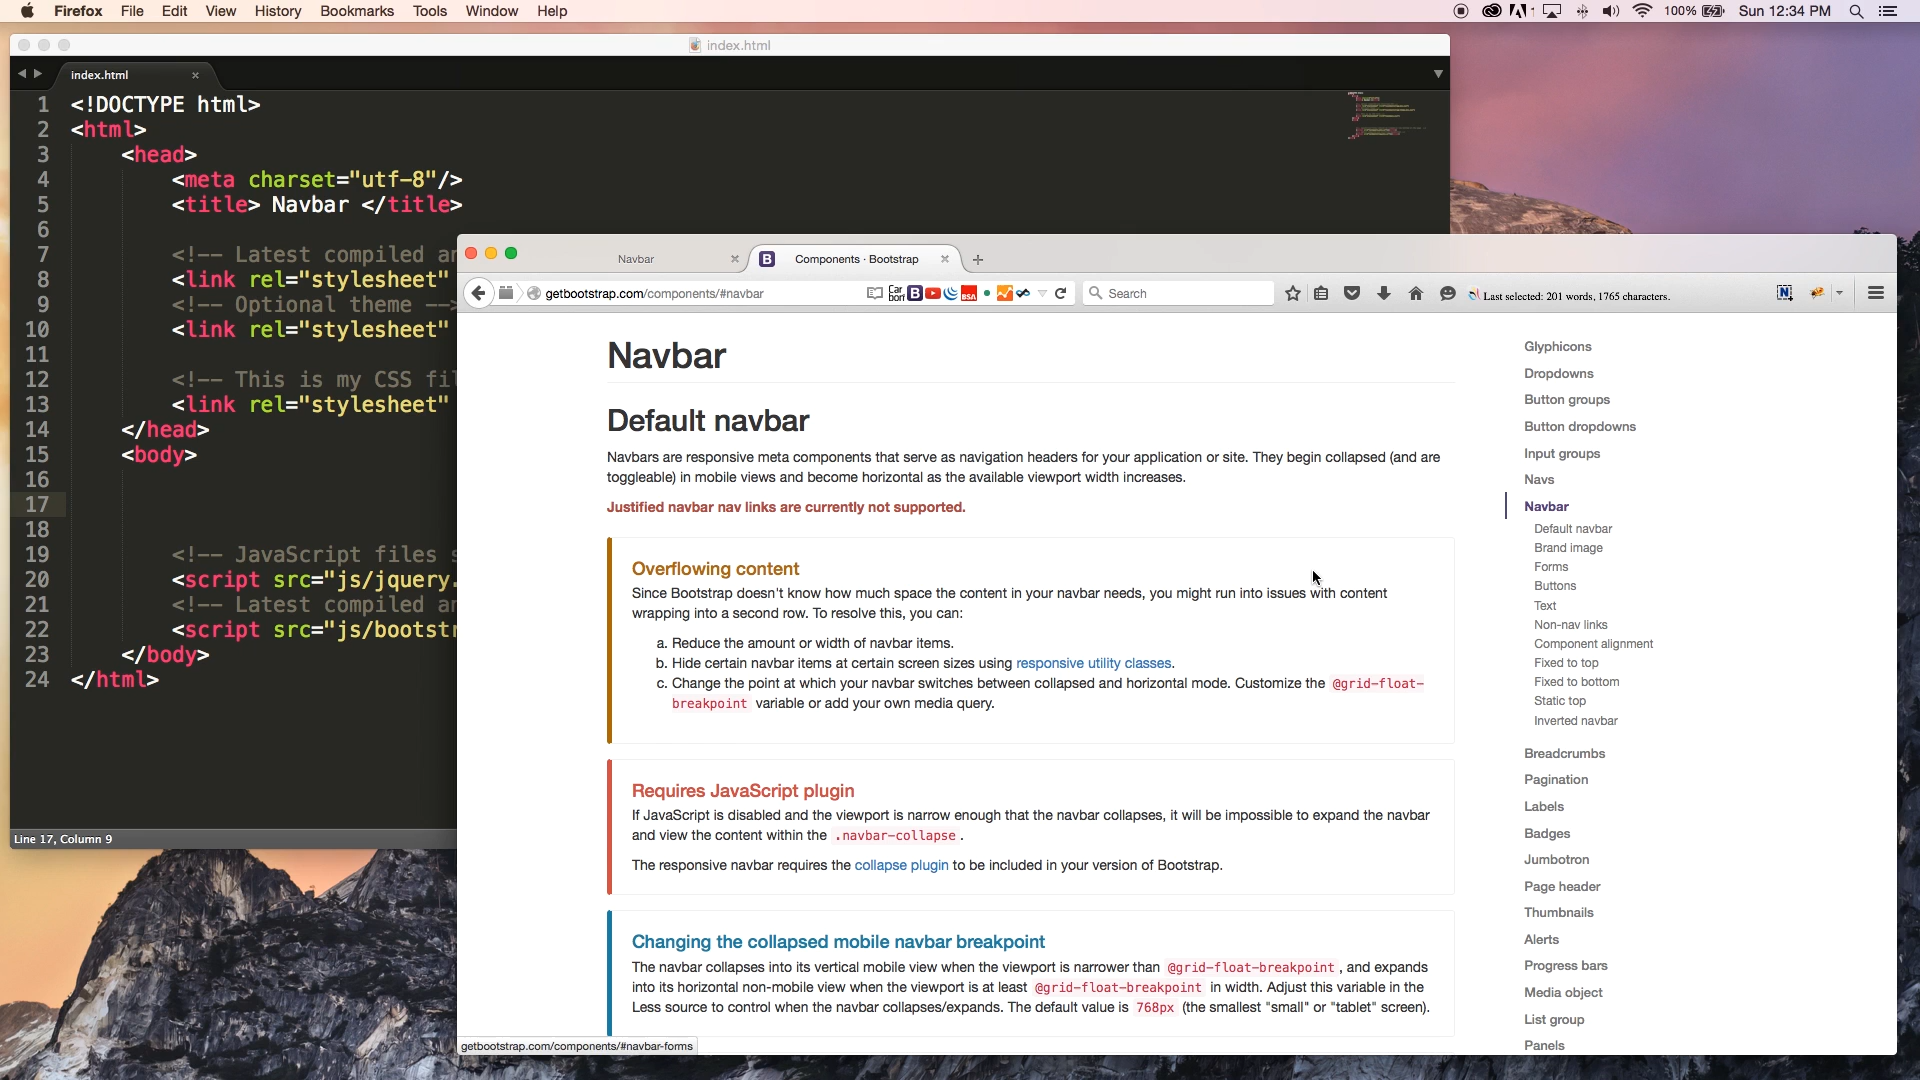 Firefox File Edit View History Bookmarks Tools Window Help
1 100% Sun 12:34 PM
index.html
index.html
1 <!DOCTYPE html>
2 <html>
3 <head>
4 <meta charset="utf-8"/>
5 <title> Navbar </title>
6
7 <!-- Latest compiled an
8 <link rel="stylesheet"
9 <!-- Optional theme --
10 <link rel="stylesheet"
11
12 <!-- This is my CSS fil
13 <link rel="stylesheet"
14 </head>
15 <body>
16
17
18
19 <!-- JavaScript files s
20 <script src="js/jquery.
21 <!-- Latest compiled an
22 <script src="js/bootstr
23 </body>
24 </html>
Line 17, Column 9
Navbar
B Components · Bootstrap
getbootstrap.com/components/#navbar
Search
Last selected: 201 words, 1765 characters.
Navbar
Default navbar
Navbars are responsive meta components that serve as navigation headers for your application or site. They begin collapsed (and are
toggleable) in mobile views and become horizontal as the available viewport width increases.
Justified navbar nav links are currently not supported.
Overflowing content
Since Bootstrap doesn't know how much space the content in your navbar needs, you might run into issues with content
wrapping into a second row. To resolve this, you can:
a. Reduce the amount or width of navbar items.
b. Hide certain navbar items at certain screen sizes using responsive utility classes.
c. Change the point at which your navbar switches between collapsed and horizontal mode. Customize the @grid-float-
breakpoint variable or add your own media query.
Requires JavaScript plugin
If JavaScript is disabled and the viewport is narrow enough that the navbar collapses, it will be impossible to expand the navbar
and view the content within the .navbar-collapse.
The responsive navbar requires the collapse plugin to be included in your version of Bootstrap.
Changing the collapsed mobile navbar breakpoint
The navbar collapses into its vertical mobile view when the viewport is narrower than @grid-float-breakpoint, and expands
into its horizontal non-mobile view when the viewport is at least @grid-float-breakpoint in width. Adjust this variable in the
Less source to control when the navbar collapses/expands. The default value is 768px (the smallest "small" or "tablet" screen).
getbootstrap.com/components/#navbar-forms
Glyphicons
Dropdowns
Button groups
Button dropdowns
Input groups
Navs
Navbar
Default navbar
Brand image
Forms
Buttons
Text
Non-nav links
Component alignment
Fixed to top
Fixed to bottom
Static top
Inverted navbar
Breadcrumbs
Pagination
Labels
Badges
Jumbotron
Page header
Thumbnails
Alerts
Progress bars
Media object
List group
Panels